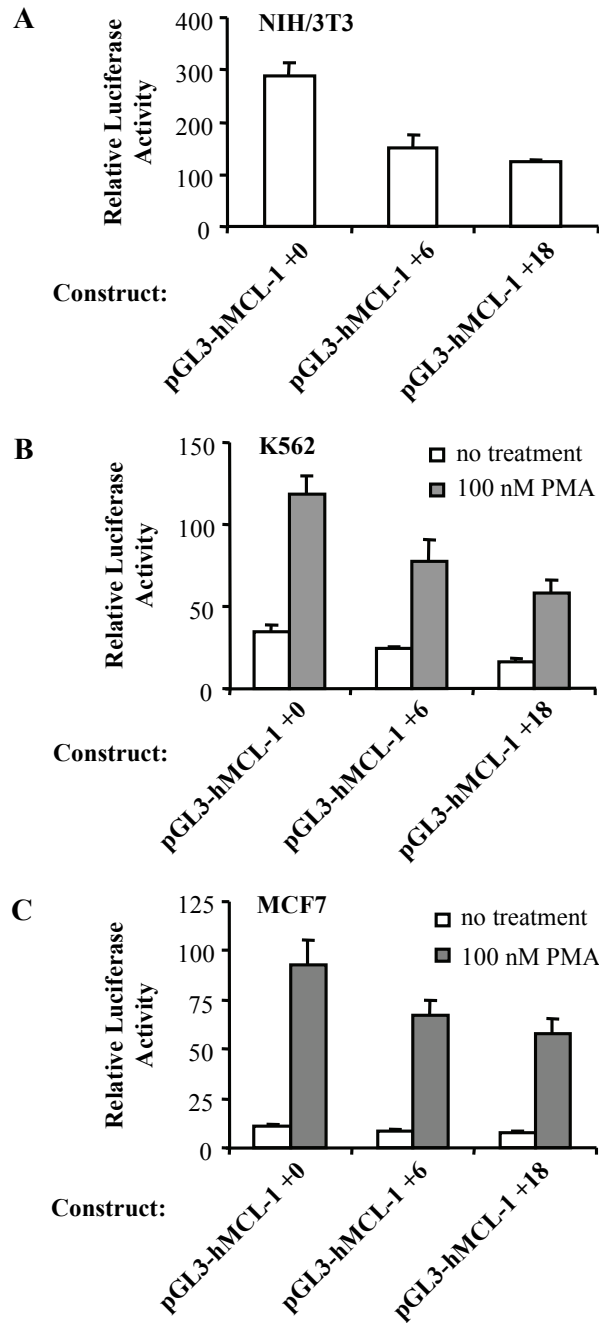 A
NIH/3T3
Relative Luciferase
Activity
400
300
200
100
0
Construct:
pGL3-hMCL-1 +0
pGL3-hMCL-1 +6
pGL3-hMCL-1 +18
B
K562
no treatment
100 nM PMA
Relative Luciferase
Activity
150
100
50
0
Construct:
pGL3-hMCL-1 +0
pGL3-hMCL-1 +6
pGL3-hMCL-1 +18
C
MCF7
no treatment
100 nM PMA
Relative Luciferase
Activity
125
100
75
50
25
0
Construct:
pGL3-hMCL-1 +0
pGL3-hMCL-1 +6
pGL3-hMCL-1 +18